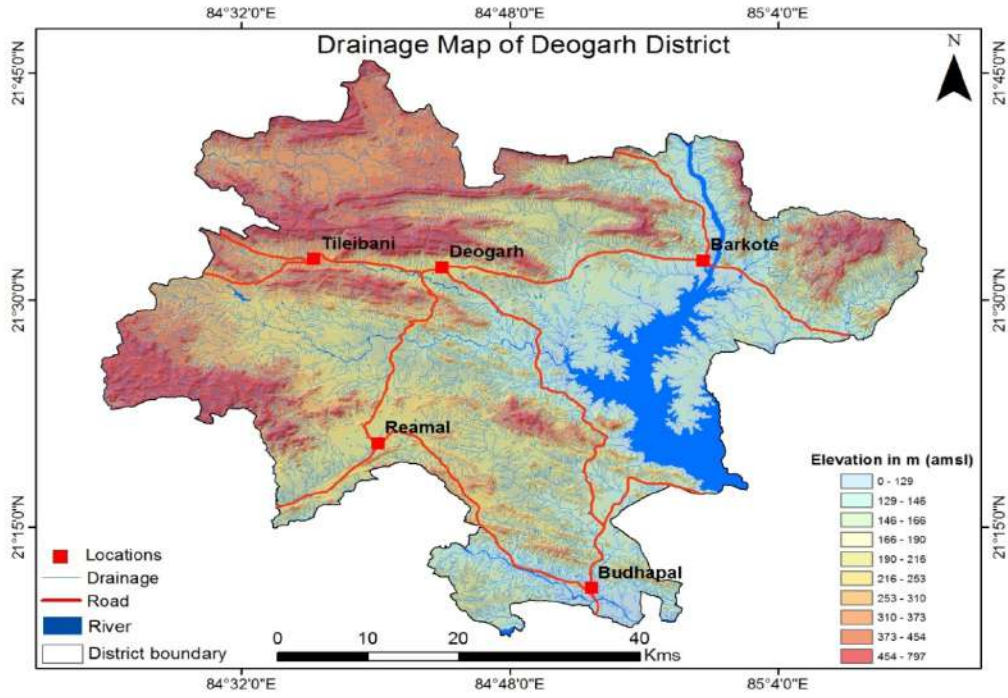 84°32'0"E 84°48'0"E 85°4'0"E
Drainage Map of Deogarh District
N
21°45'0"N 21°45'0"N
Tileibani
Deogarh
Barkote
21°30'0"N 21°30'0"N
Reamal
Elevation in m (amsl)
0 - 129
129 - 146
146 - 166
166 - 190
190 - 216
216 - 253
253 - 310
310 - 373
373 - 454
454 - 797
21°15'0"N 21°15'0"N
Budhapal
Locations
Drainage
Road
River
District boundary
0 10 20 40
Kms
84°32'0"E 84°48'0"E 85°4'0"E